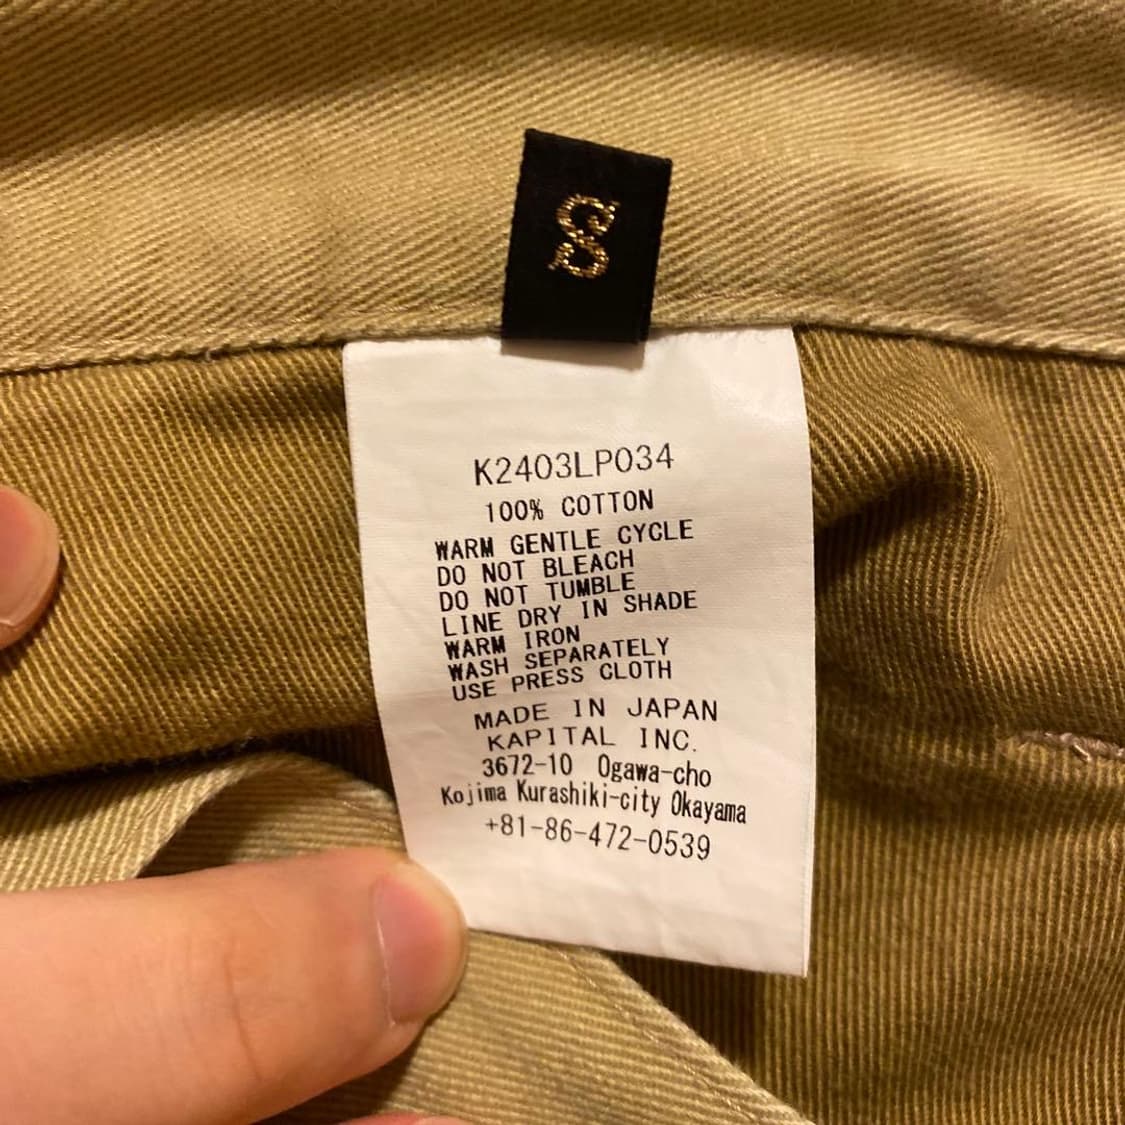 S
K2403LP034
100% COTTON
WARM GENTLE CYCLE
DO NOT BLEACH
DO NOT TUMBLE
LINE DRY IN SHADE
WARM IRON
WASH SEPARATELY
USE PRESS CLOTH
MADE IN JAPAN
KAPITAL INC.
3672-10 Ogawa-cho
Kojima Kurashiki-city Okayama
+81-86-472-0539